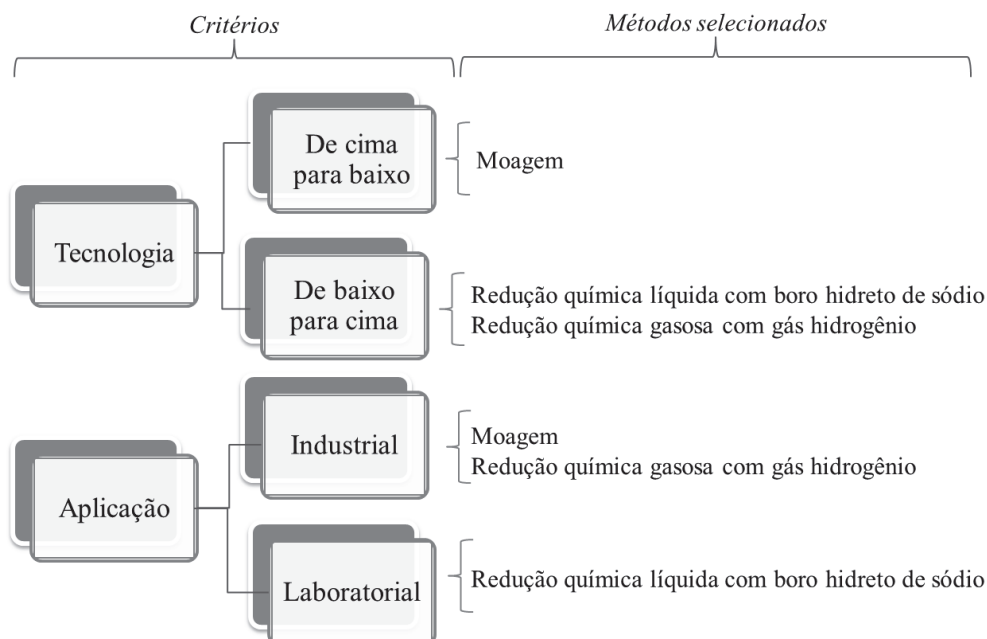 Critérios
Métodos selecionados
De cima
para baixo
Moagem
Tecnologia
De baixo
para cima
Redução química líquida com boro hidreto de sódio
Redução química gasosa com gás hidrogênio
Industrial
Moagem
Redução química gasosa com gás hidrogênio
Aplicação
Laboratorial
Redução química líquida com boro hidreto de sódio